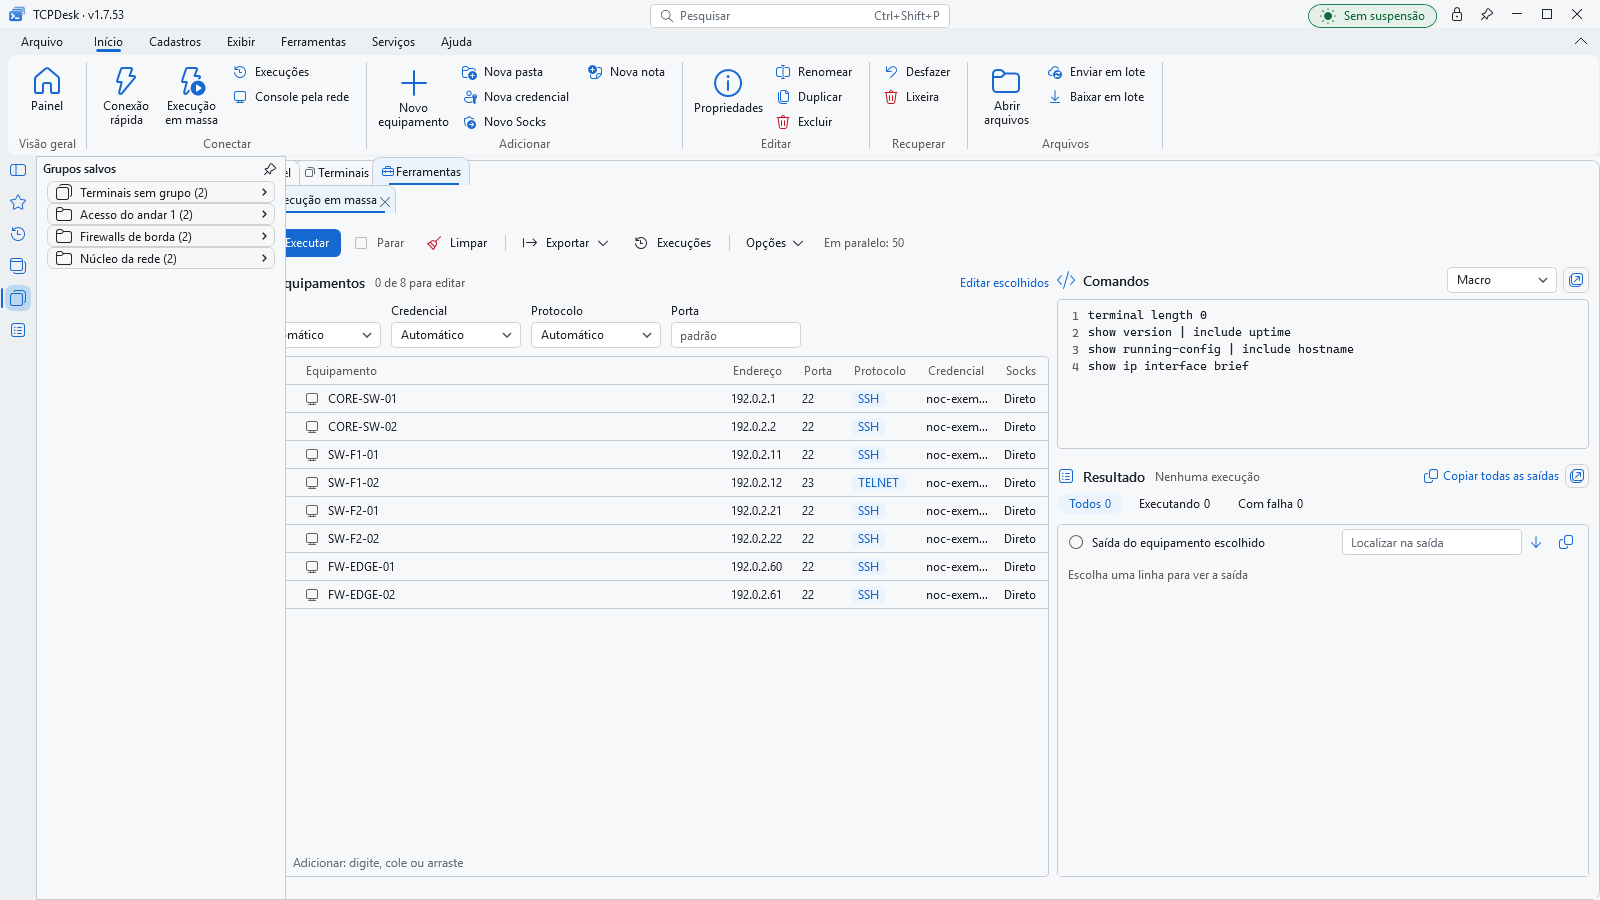 TCPDesk · v1.7.53
Pesquisar Ctrl+Shift+P
Sem suspensão
Arquivo Início Cadastros Exibir Ferramentas Serviços Ajuda
Painel
Visão geral
Conexão rápida
Execução em massa
Execuções
Console pela rede
Conectar
Novo equipamento
Nova pasta
Nova credencial
Novo Socks
Nova nota
Adicionar
Propriedades
Renomear
Duplicar
Excluir
Editar
Desfazer
Lixeira
Recuperar
Abrir arquivos
Enviar em lote
Baixar em lote
Arquivos
Grupos salvos
Terminais sem grupo (2)
Acesso do andar 1 (2)
Firewalls de borda (2)
Núcleo da rede (2)
el Terminais Ferramentas
ecução em massa
Executar Parar Limpar Exportar Execuções Opções Em paralelo: 50
quipamentos 0 de 8 para editar Editar escolhidos
Credencial Protocolo Porta
mático Automático Automático padrão
Equipamento Endereço Porta Protocolo Credencial Socks
CORE-SW-01 192.0.2.1 22 SSH noc-exem... Direto
CORE-SW-02 192.0.2.2 22 SSH noc-exem... Direto
SW-F1-01 192.0.2.11 22 SSH noc-exem... Direto
SW-F1-02 192.0.2.12 23 TELNET noc-exem... Direto
SW-F2-01 192.0.2.21 22 SSH noc-exem... Direto
SW-F2-02 192.0.2.22 22 SSH noc-exem... Direto
FW-EDGE-01 192.0.2.60 22 SSH noc-exem... Direto
FW-EDGE-02 192.0.2.61 22 SSH noc-exem... Direto
Adicionar: digite, cole ou arraste
Comandos Macro
1 terminal length 0
2 show version | include uptime
3 show running-config | include hostname
4 show ip interface brief
Resultado Nenhuma execução Copiar todas as saídas
Todos 0 Executando 0 Com falha 0
Saída do equipamento escolhido Localizar na saída
Escolha uma linha para ver a saída